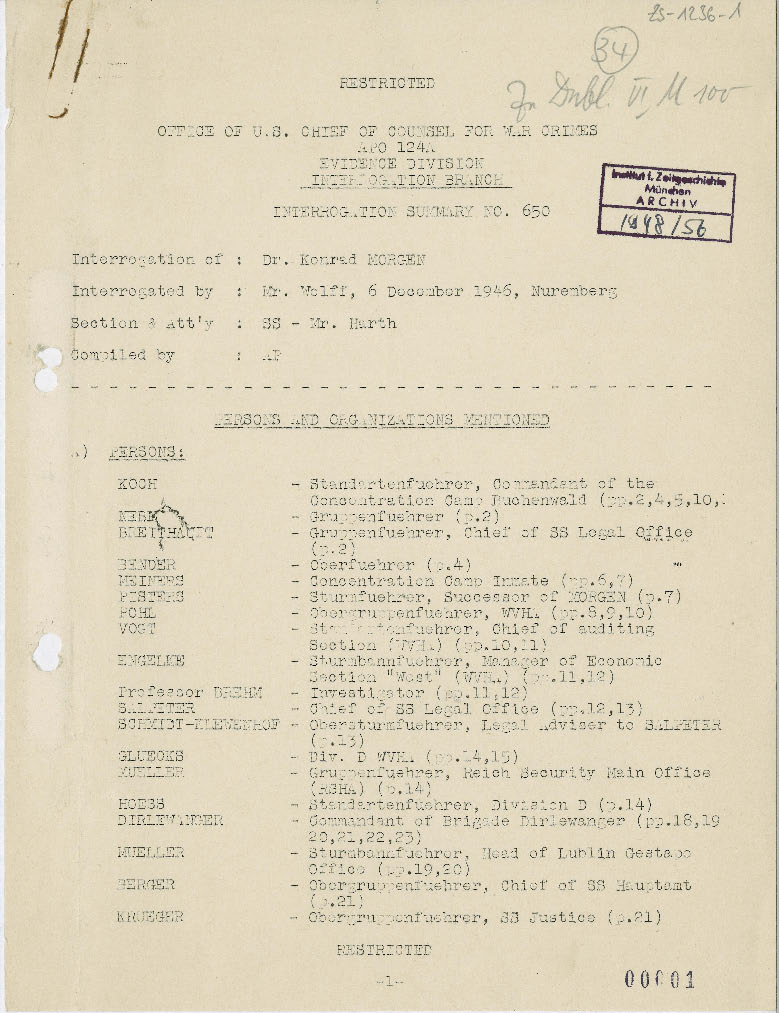 ZS-1236-1
34
Zu Dubl. VI, M 100
RESTRICTED
OFFICE OF U.S. CHIEF OF COUNSEL FOR WAR CRIMES
APO 124A
EVIDENCE DIVISION
INTERROGATION BRANCH
INTERROGATION SUMMARY NO. 650
Institut f. Zeitgeschichte
München
ARCHIV
1948/56
Interrogation of : Dr. Konrad MORGEN
Interrogated by : Mr. Wolff, 6 December 1946, Nuremberg
Section & Att'y : SS - Mr. Harth
Compiled by : AP
PERSONS AND ORGANIZATIONS MENTIONED
A) PERSONS:
KOCH - Standartenfuehrer, Commandant of the
Concentration Camp Buchenwald (pp.2,4,5,10,
NEBE - Gruppenfuehrer (p.2)
BREITHAUPT - Gruppenfuehrer, Chief of SS Legal Office
(p.2)
BENDER - Oberfuehrer (p.4)
MEINERS - Concentration Camp Inmate (pp.6,7)
PISTERS - Sturmfuehrer, Successor of MORGEN (p.7)
POHL - Obergruppenfuehrer, WVHA (pp.8,9,10)
VOGT - Standartenfuehrer, Chief of auditing
Section (WVHA) (pp.10,11)
ENGELKE - Sturmbannfuehrer, Manager of Economic
Section "West" (WVHA) (pp.11,12)
Professor BREHM - Investigator (pp.11,12)
SALPETER - Chief of SS Legal Office (pp.12,13)
SCHMIDT-KLEWENHOF - Obersturmfuehrer, Legal Adviser to SALPETER
(p.13)
GLUECKS - Div. D WVHA (pp.14,15)
MUELLER - Gruppenfuehrer, Reich Security Main Office
(RSHA) (p.14)
HOESS - Standartenfuehrer, Division D (p.14)
DIRLEWANGER - Commandant of Brigade Dirlewanger (pp.18,19
20,21,22,23)
MUELLER - Sturmbannfuehrer, Head of Lublin Gestapo
Office (pp.19,20)
BERGER - Obergruppenfuehrer, Chief of SS Hauptamt
(p.21)
KRUEGER - Obergruppenfuehrer, SS Justice (p.21)
RESTRICTED
-1-
00001